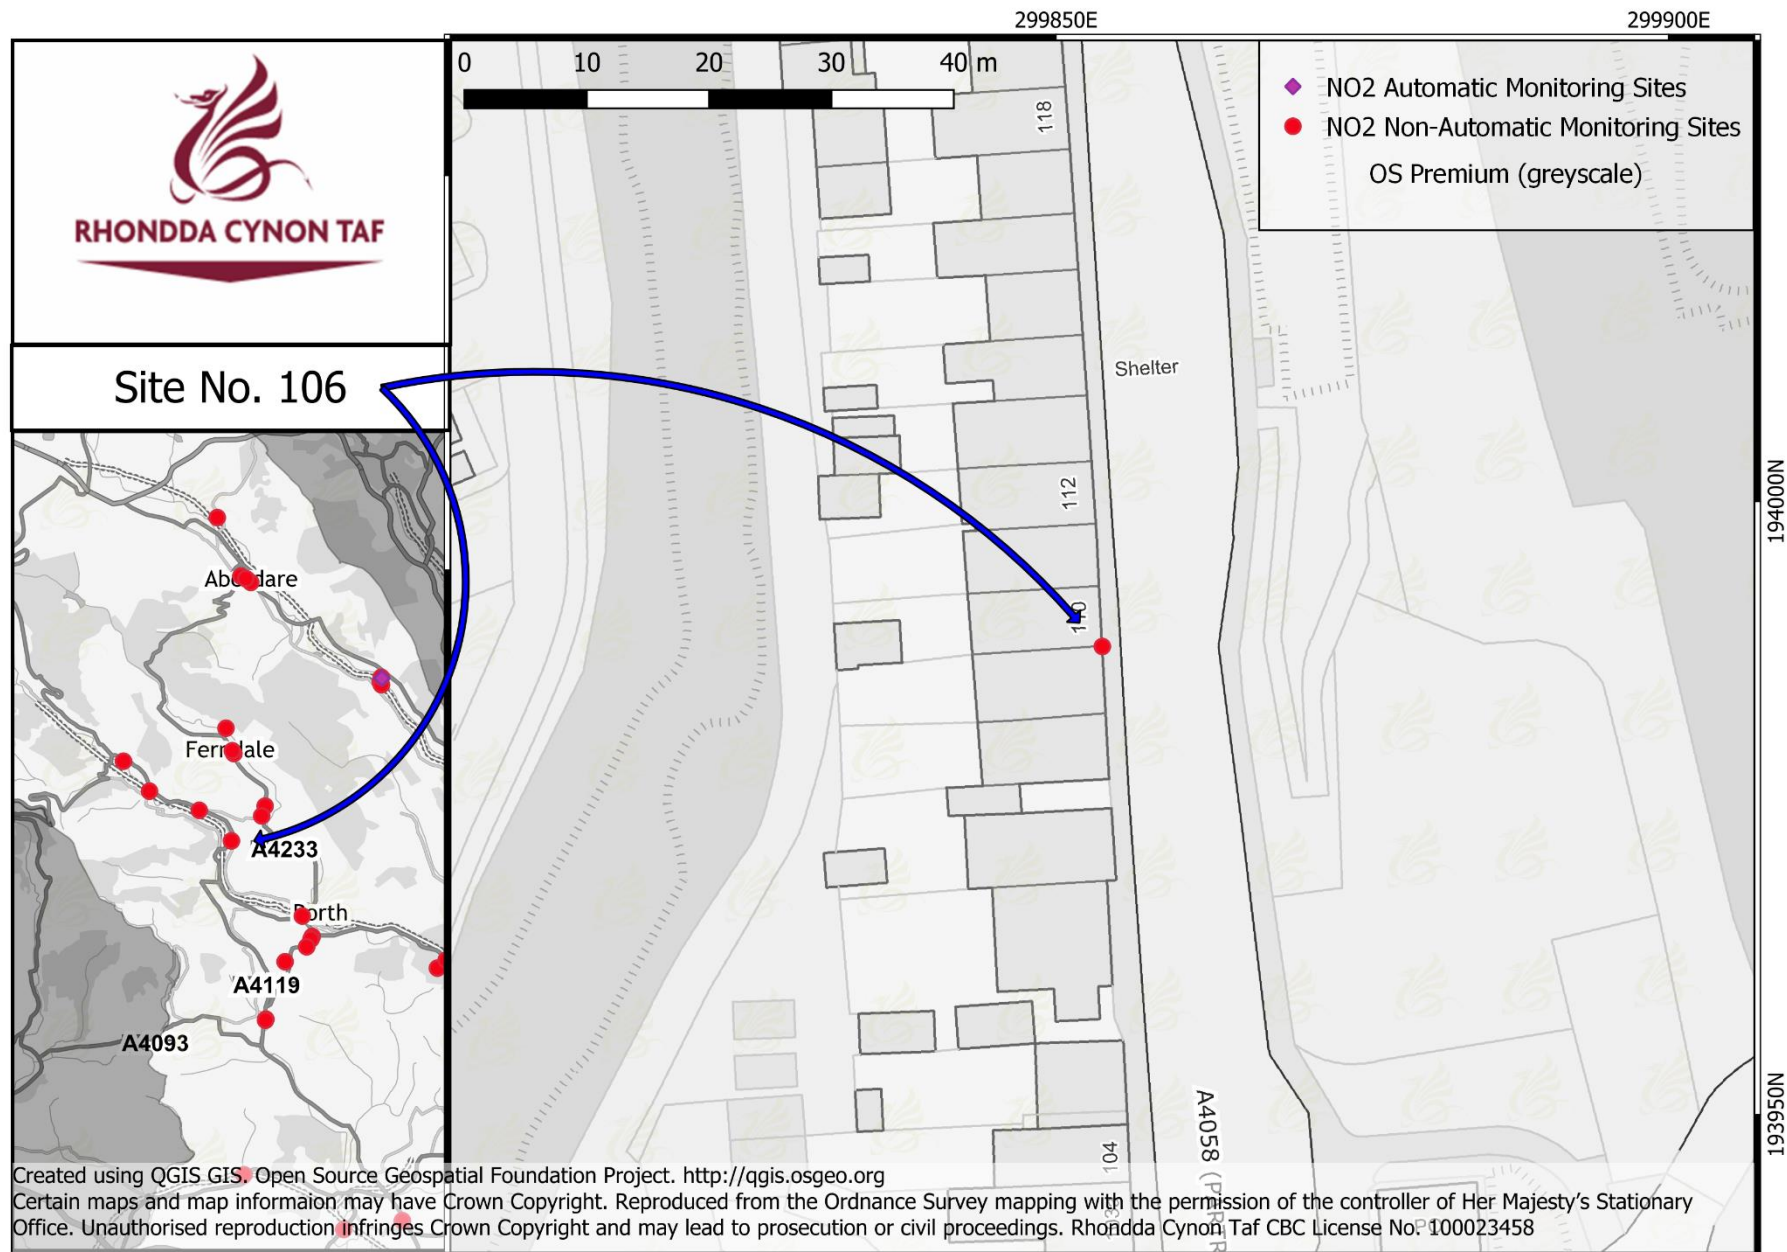 299850E
299900E
0 10 20 30 40 m
RHONDDA CYNON TAF
NO2 Automatic Monitoring Sites
NO2 Non-Automatic Monitoring Sites
OS Premium (greyscale)
Site No. 106
118
Shelter
112
110
194000N
Aberdare
Ferndale
A4233
Porth
A4119
A4093
193950N
A4058
104
Created using QGIS GIS. Open Source Geospatial Foundation Project. http://qgis.osgeo.org
Certain maps and map informaion may have Crown Copyright. Reproduced from the Ordnance Survey mapping with the permission of the controller of Her Majesty's Stationary
Office. Unauthorised reproduction infringes Crown Copyright and may lead to prosecution or civil proceedings. Rhondda Cynon Taf CBC License No. 100023458